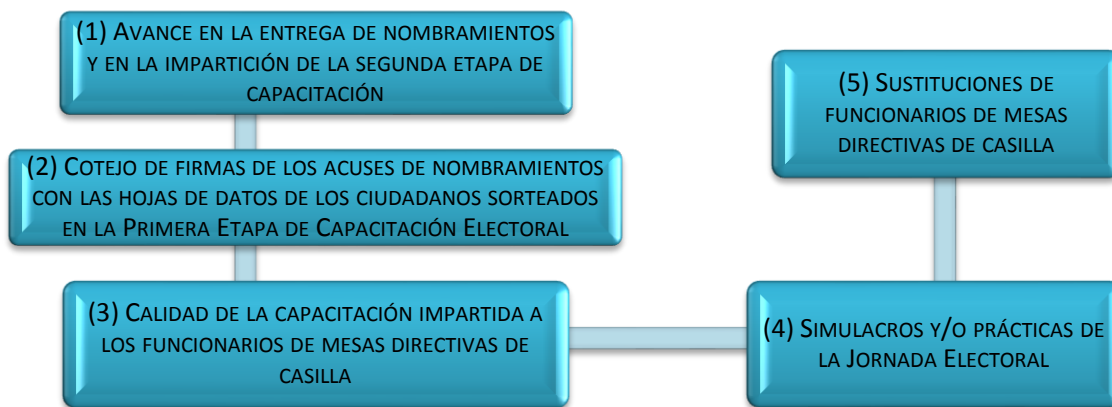 (1) AVANCE EN LA ENTREGA DE NOMBRAMIENTOS
Y EN LA IMPARTICIÓN DE LA SEGUNDA ETAPA DE
CAPACITACIÓN
(2) COTEJO DE FIRMAS DE LOS ACUSES DE NOMBRAMIENTOS
CON LAS HOJAS DE DATOS DE LOS CIUDADANOS SORTEADOS
EN LA PRIMERA ETAPA DE CAPACITACIÓN ELECTORAL
(3) CALIDAD DE LA CAPACITACIÓN IMPARTIDA A
LOS FUNCIONARIOS DE MESAS DIRECTIVAS DE
CASILLA
(4) SIMULACROS Y/O PRÁCTICAS DE
LA JORNADA ELECTORAL
(5) SUSTITUCIONES DE
FUNCIONARIOS DE MESAS
DIRECTIVAS DE CASILLA